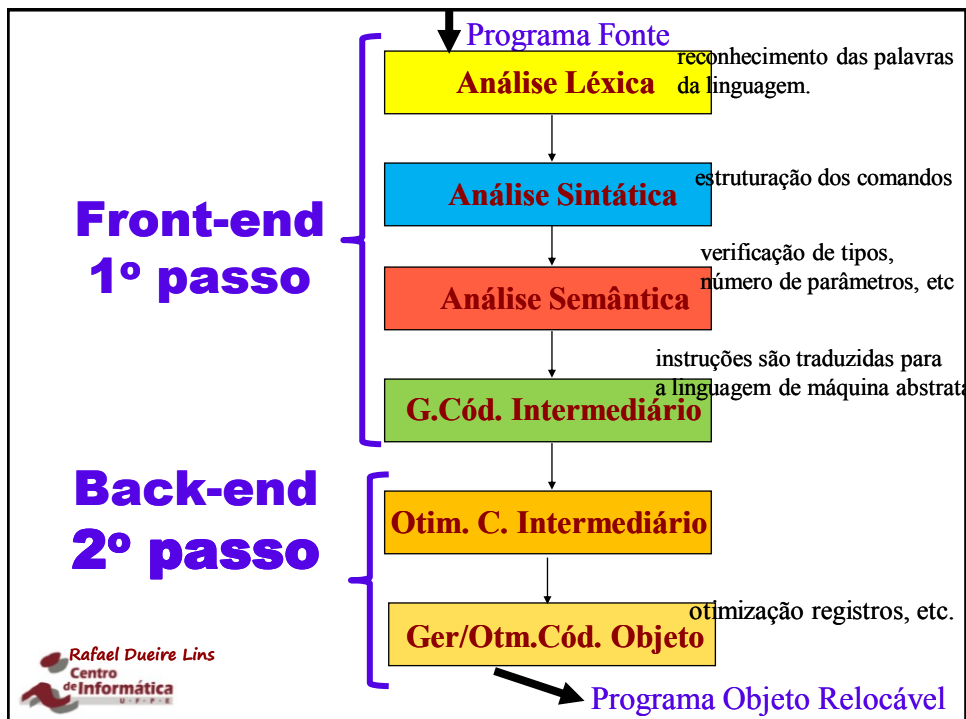 Programa Fonte
Análise Léxica
reconhecimento das palavras
da linguagem.
Análise Sintática
estruturação dos comandos
Front-end
1º passo
Análise Semântica
verificação de tipos,
número de parâmetros, etc
instruções são traduzidas para
a linguagem de máquina abstrata
G.Cód. Intermediário
Back-end
2º passo
Otim. C. Intermediário
Ger/Otm.Cód. Objeto
otimização registros, etc.
Programa Objeto Relocável
Rafael Dueire Lins
Centro
de Informática
U · F · P · E